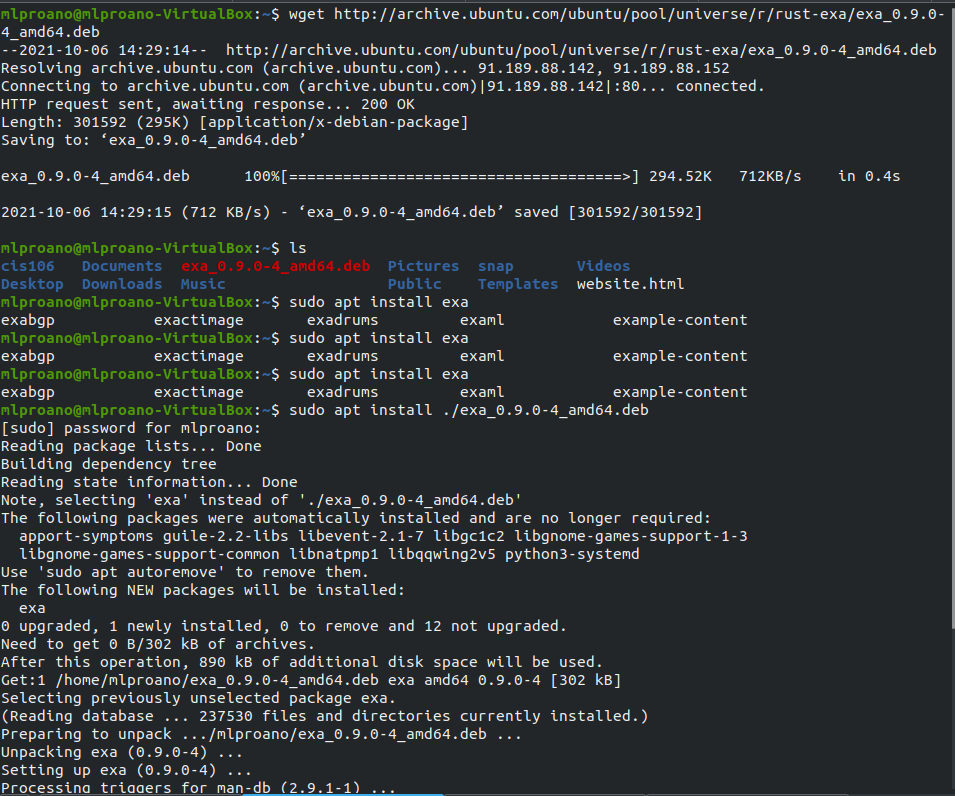 mlproano@mlproano-VirtualBox:~$ wget http://archive.ubuntu.com/ubuntu/pool/universe/r/rust-exa/exa_0.9.0-
4_amd64.deb
--2021-10-06 14:29:14--  http://archive.ubuntu.com/ubuntu/pool/universe/r/rust-exa/exa_0.9.0-4_amd64.deb
Resolving archive.ubuntu.com (archive.ubuntu.com)... 91.189.88.142, 91.189.88.152
Connecting to archive.ubuntu.com (archive.ubuntu.com)|91.189.88.142|:80... connected.
HTTP request sent, awaiting response... 200 OK
Length: 301592 (295K) [application/x-debian-package]
Saving to: ‘exa_0.9.0-4_amd64.deb’
exa_0.9.0-4_amd64.deb      100%[=====================================>] 294.52K   712KB/s    in 0.4s
2021-10-06 14:29:15 (712 KB/s) - ‘exa_0.9.0-4_amd64.deb’ saved [301592/301592]
mlproano@mlproano-VirtualBox:~$ ls
cis106   Documents  exa_0.9.0-4_amd64.deb  Pictures  snap       Videos
Desktop  Downloads  Music                  Public    Templates  website.html
mlproano@mlproano-VirtualBox:~$ sudo apt install exa
exabgp           exactimage       exadrums         examl            example-content
mlproano@mlproano-VirtualBox:~$ sudo apt install exa
exabgp           exactimage       exadrums         examl            example-content
mlproano@mlproano-VirtualBox:~$ sudo apt install exa
exabgp           exactimage       exadrums         examl            example-content
mlproano@mlproano-VirtualBox:~$ sudo apt install ./exa_0.9.0-4_amd64.deb
[sudo] password for mlproano:
Reading package lists... Done
Building dependency tree
Reading state information... Done
Note, selecting 'exa' instead of './exa_0.9.0-4_amd64.deb'
The following packages were automatically installed and are no longer required:
  apport-symptoms guile-2.2-libs libevent-2.1-7 libgc1c2 libgnome-games-support-1-3
  libgnome-games-support-common libnatpmp1 libqqwing2v5 python3-systemd
Use 'sudo apt autoremove' to remove them.
The following NEW packages will be installed:
  exa
0 upgraded, 1 newly installed, 0 to remove and 12 not upgraded.
Need to get 0 B/302 kB of archives.
After this operation, 890 kB of additional disk space will be used.
Get:1 /home/mlproano/exa_0.9.0-4_amd64.deb exa amd64 0.9.0-4 [302 kB]
Selecting previously unselected package exa.
(Reading database ... 237530 files and directories currently installed.)
Preparing to unpack .../mlproano/exa_0.9.0-4_amd64.deb ...
Unpacking exa (0.9.0-4) ...
Setting up exa (0.9.0-4) ...
Processing triggers for man-db (2.9.1-1) ...